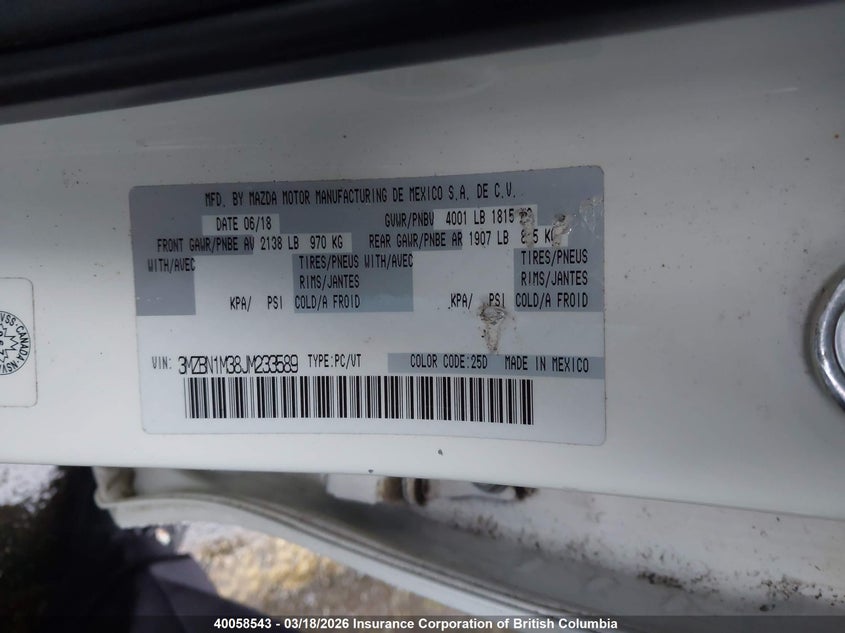 MFD. BY MAZDA MOTOR MANUFACTURING DE MEXICO S.A. DE C.V.
DATE 06/18 GVWR/PNBV 4001 LB 1815
FRONT GAWR/PNBE AV 2138 LB 970 KG REAR GAWR/PNBE AR 1907 LB KG
WITH/AVEC TIRES/PNEUS WITH/AVEC TIRES/PNEUS
RIMS/JANTES RIMS/JANTES
KPA/ PSI COLD/A FROID KPA/ PSI COLD/A FROID
VIN: 3MZBN1M38JM233589 TYPE:PC/VT COLOR CODE:25D MADE IN MEXICO
40058543 - 03/18/2026 Insurance Corporation of British Columbia